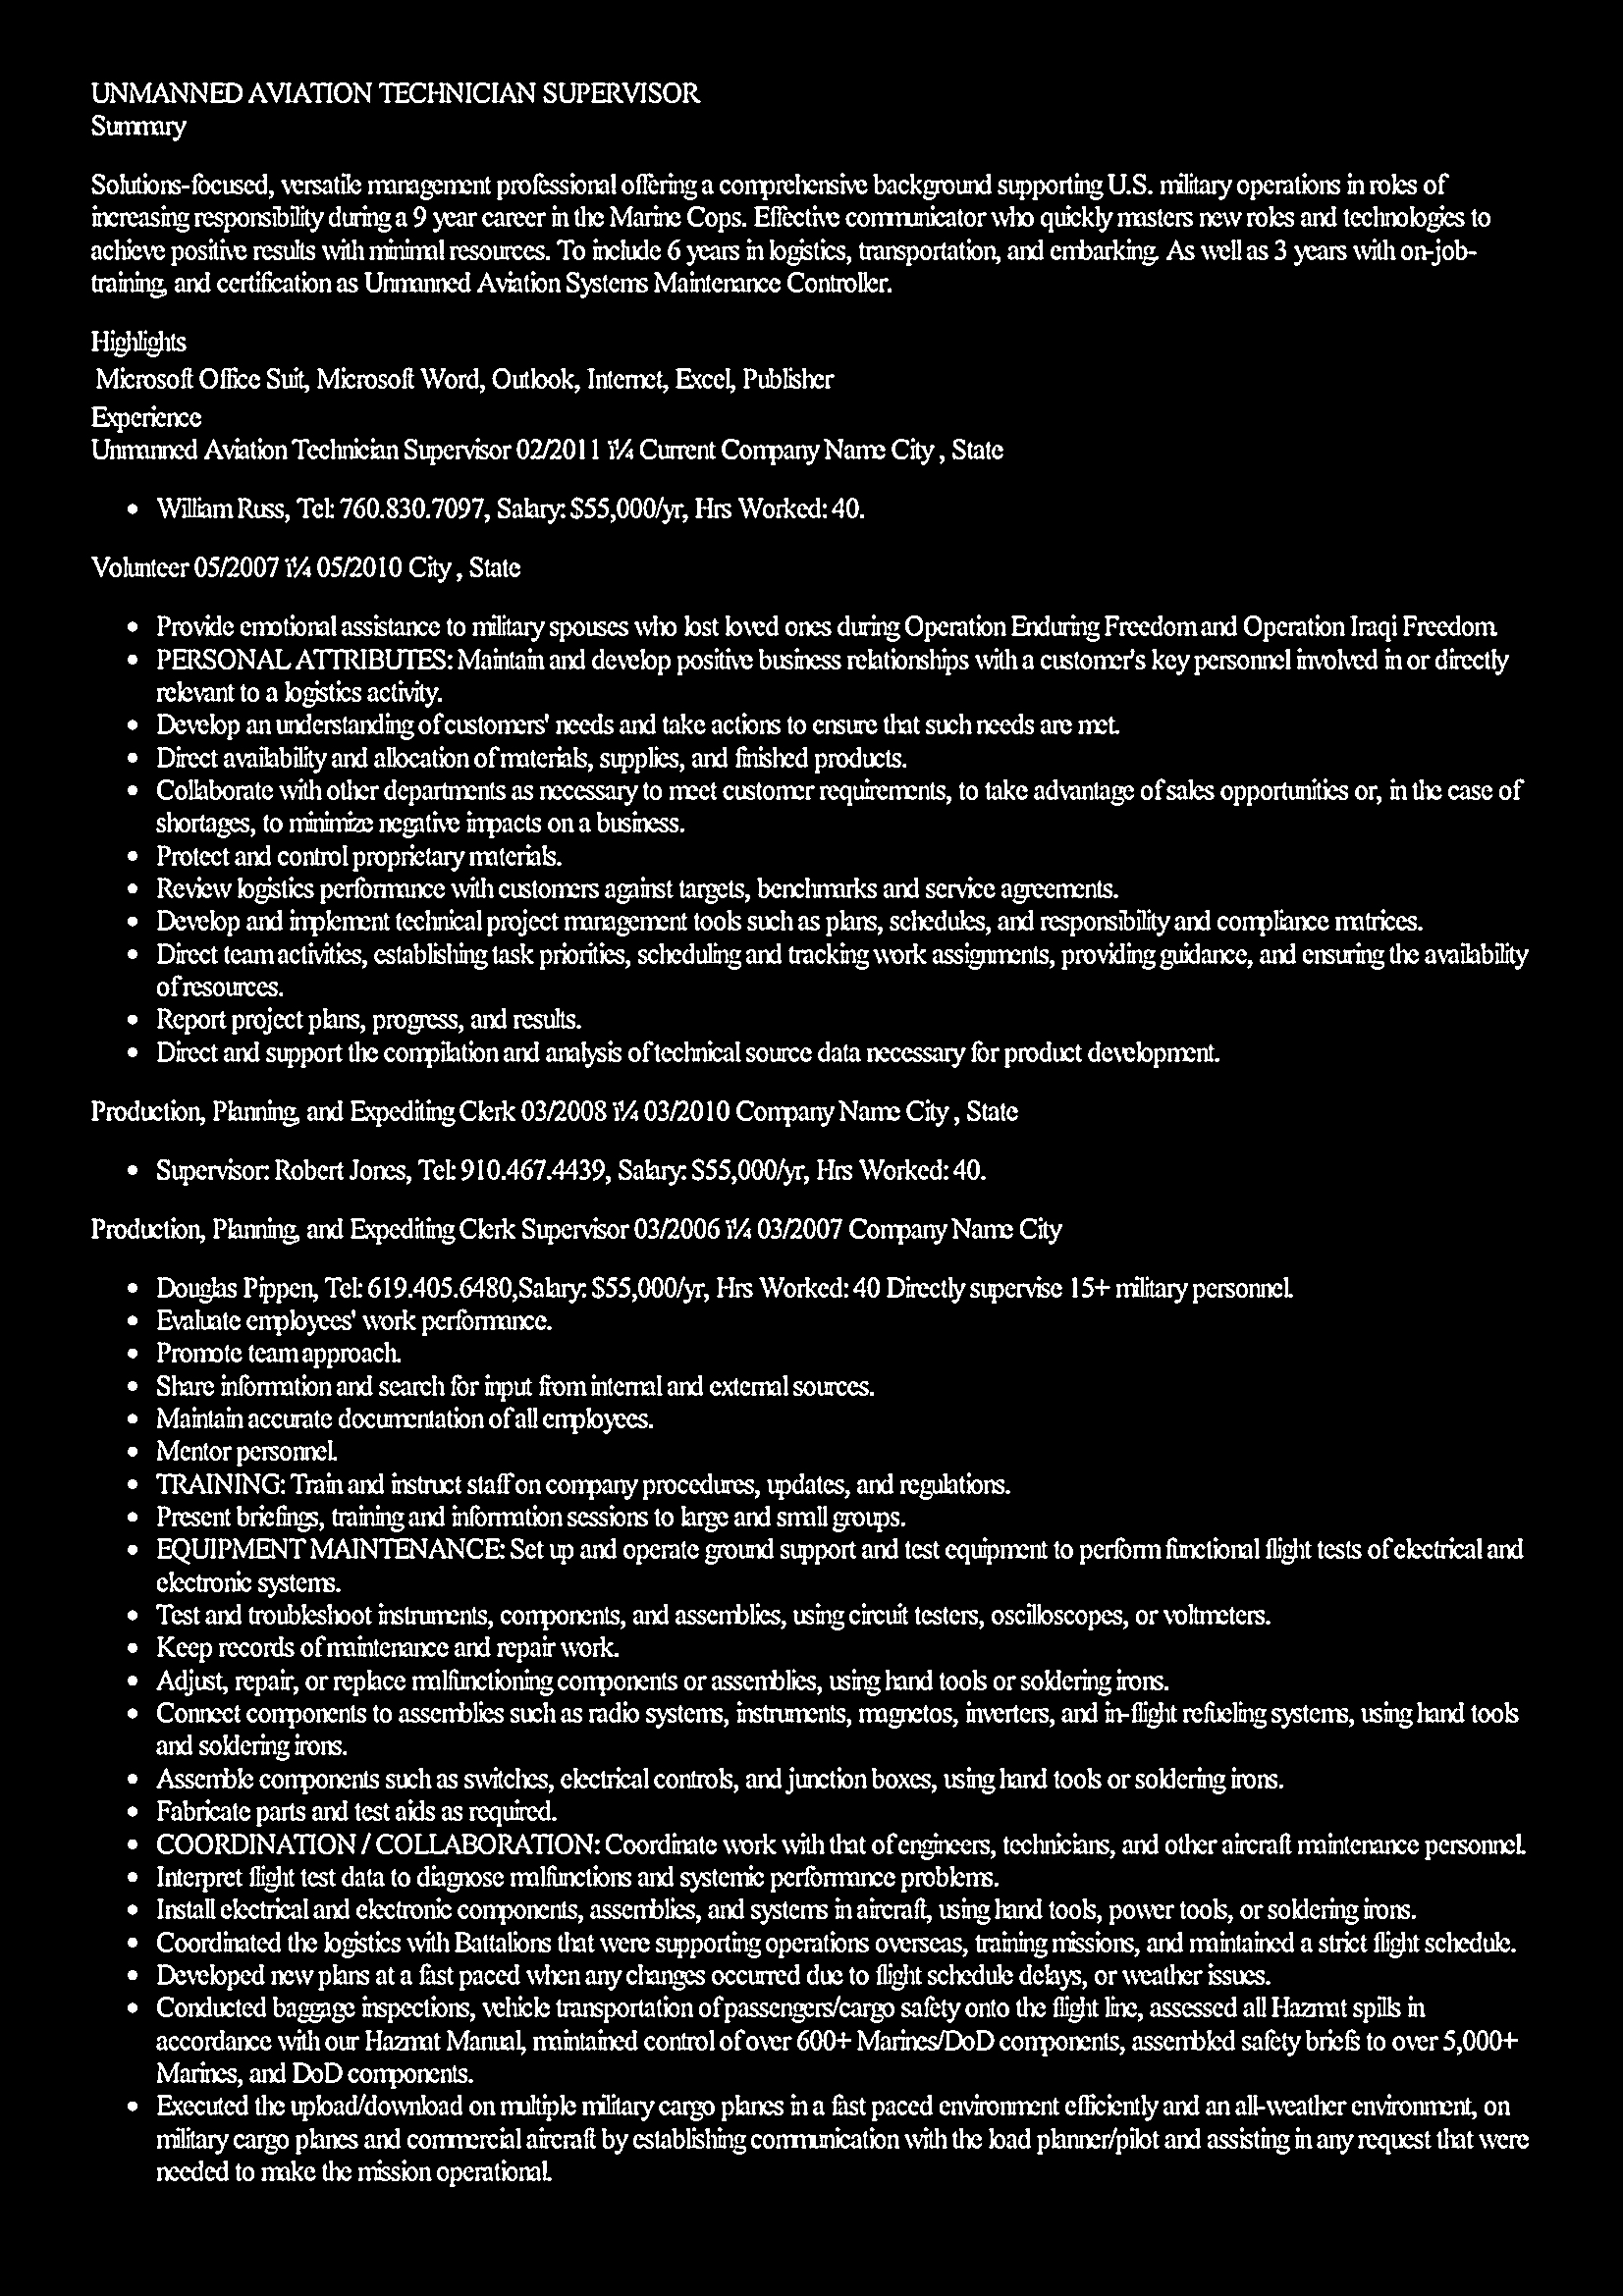 UNMANNED AVIATION TECHNICIAN SUPERVISOR
Summary
Solutions-focused, versatile management professional offering a comprehensive background supporting U.S. military operations in roles of
increasing responsibility during a 9 year career in the Marine Cops. Effective communicator who quickly masters new roles and technologies to
achieve positive results with minimal resources. To include 6 years in logistics, transportation, and embarking. As well as 3 years with on-job-
training, and certification as Unmanned Aviation Systems Maintenance Controller.
Highlights
Microsoft Office Suit, Microsoft Word, Outlook, Internet, Excel, Publisher
Experience
Unmanned Aviation Technician Supervisor 02/2011 ï¼ Current Company Name City , State
• William Russ, Tel: 760.830.7097, Salary: $55,000/yr, Hrs Worked: 40.
Volunteer 05/2007 ï¼ 05/2010 City , State
• Provide emotional assistance to military spouses who lost loved ones during Operation Enduring Freedom and Operation Iraqi Freedom.
• PERSONAL ATTRIBUTES: Maintain and develop positive business relationships with a customer's key personnel involved in or directly
relevant to a logistics activity.
• Develop an understanding of customers' needs and take actions to ensure that such needs are met.
• Direct availability and allocation of materials, supplies, and finished products.
• Collaborate with other departments as necessary to meet customer requirements, to take advantage of sales opportunities or, in the case of
shortages, to minimize negative impacts on a business.
• Protect and control proprietary materials.
• Review logistics performance with customers against targets, benchmarks and service agreements.
• Develop and implement technical project management tools such as plans, schedules, and responsibility and compliance matrices.
• Direct team activities, establishing task priorities, scheduling and tracking work assignments, providing guidance, and ensuring the availability
of resources.
• Report project plans, progress, and results.
• Direct and support the compilation and analysis of technical source data necessary for product development.
Production, Planning, and Expediting Clerk 03/2008 ï¼ 03/2010 Company Name City , State
• Supervisor: Robert Jones, Tel: 910.467.4439, Salary: $55,000/yr, Hrs Worked: 40.
Production, Planning, and Expediting Clerk Supervisor 03/2006 ï¼ 03/2007 Company Name City
• Douglas Pippen, Tel: 619.405.6480,Salary: $55,000/yr, Hrs Worked: 40 Directly supervise 15+ military personnel.
• Evaluate employees' work performance.
• Promote team approach.
• Share information and search for input from internal and external sources.
• Maintain accurate documentation of all employees.
• Mentor personnel.
• TRAINING: Train and instruct staff on company procedures, updates, and regulations.
• Present briefings, training and information sessions to large and small groups.
• EQUIPMENT MAINTENANCE: Set up and operate ground support and test equipment to perform functional flight tests of electrical and
electronic systems.
• Test and troubleshoot instruments, components, and assemblies, using circuit testers, oscilloscopes, or voltmeters.
• Keep records of maintenance and repair work.
• Adjust, repair, or replace malfunctioning components or assemblies, using hand tools or soldering irons.
• Connect components to assemblies such as radio systems, instruments, magnetos, inverters, and in-flight refueling systems, using hand tools
and soldering irons.
• Assemble components such as switches, electrical controls, and junction boxes, using hand tools or soldering irons.
• Fabricate parts and test aids as required.
• COORDINATION / COLLABORATION: Coordinate work with that of engineers, technicians, and other aircraft maintenance personnel.
• Interpret flight test data to diagnose malfunctions and systemic performance problems.
• Install electrical and electronic components, assemblies, and systems in aircraft, using hand tools, power tools, or soldering irons.
• Coordinated the logistics with Battalions that were supporting operations overseas, training missions, and maintained a strict flight schedule.
• Developed new plans at a fast paced when any changes occurred due to flight schedule delays, or weather issues.
• Conducted baggage inspections, vehicle transportation of passengers/cargo safety onto the flight line, assessed all Hazmat spills in
accordance with our Hazmat Manual, maintained control of over 600+ Marines/DoD components, assembled safety briefs to over 5,000+
Marines, and DoD components.
• Executed the upload/download on multiple military cargo planes in a fast paced environment efficiently and an all-weather environment, on
military cargo planes and commercial aircraft by establishing communication with the load planner/pilot and assisting in any request that were
needed to make the mission operational.